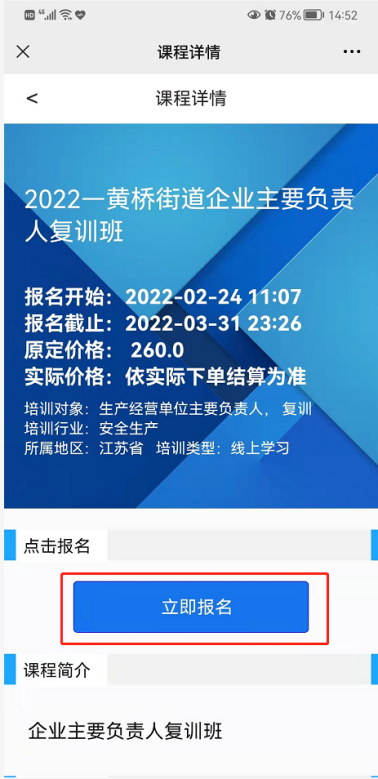 HD 46 76% 14:52
课程详情
课程详情
2022一黄桥街道企业主要负责
人复训班
报名开始：2022-02-24 11:07
报名截止：2022-03-31 23:26
原定价格： 260.0
实际价格：依实际下单结算为准
培训对象：生产经营单位主要负责人， 复训
培训行业：安全生产
所属地区：江苏省 培训类型：线上学习
点击报名
立即报名
课程简介
企业主要负责人复训班